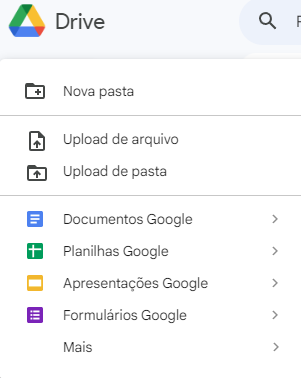 Drive
Nova pasta
Upload de arquivo
Upload de pasta
Documentos Google
Planilhas Google
Apresentações Google
Formulários Google
Mais